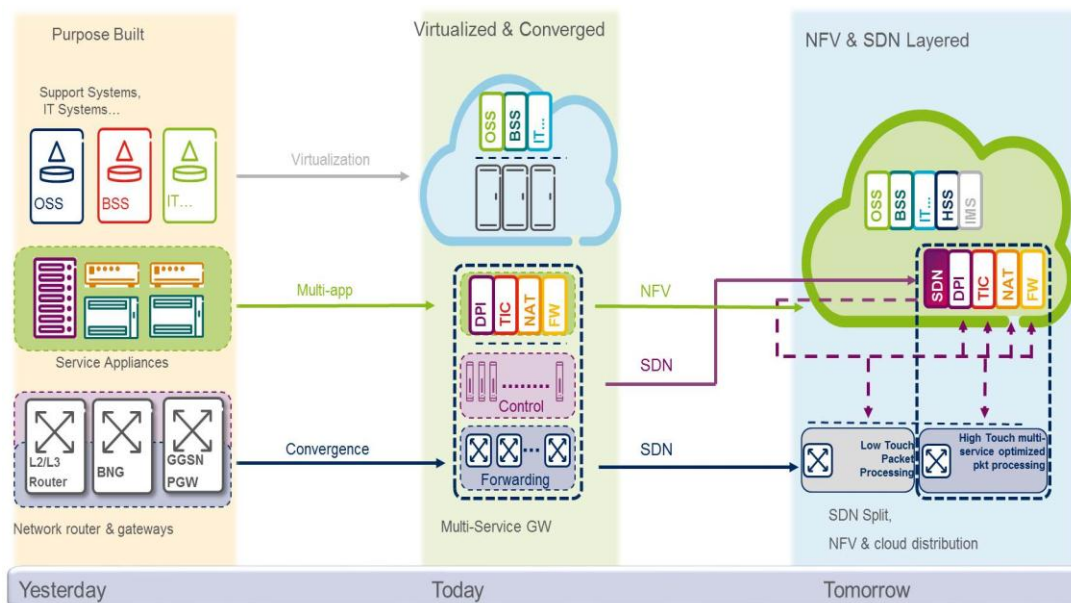 Purpose Built
Virtualized & Converged
NFV & SDN Layered
Support Systems,
IT Systems...
OSS
BSS
IT...
Virtualization
OSS
BSS
IT...
OSS
BSS
IT...
HSS
IMS
Service Appliances
Multi-app
DPI
TIC
NAT
FW
NFV
SDN
DPI
TIC
NAT
FW
SDN
Control
L2/L3
Router
BNG
GGSN
PGW
Convergence
Forwarding
SDN
Low Touch
Packet
Processing
High Touch multi-
service optimized
pkt processing
Network router & gateways
Multi-Service GW
SDN Split,
NFV & cloud distribution
Yesterday
Today
Tomorrow